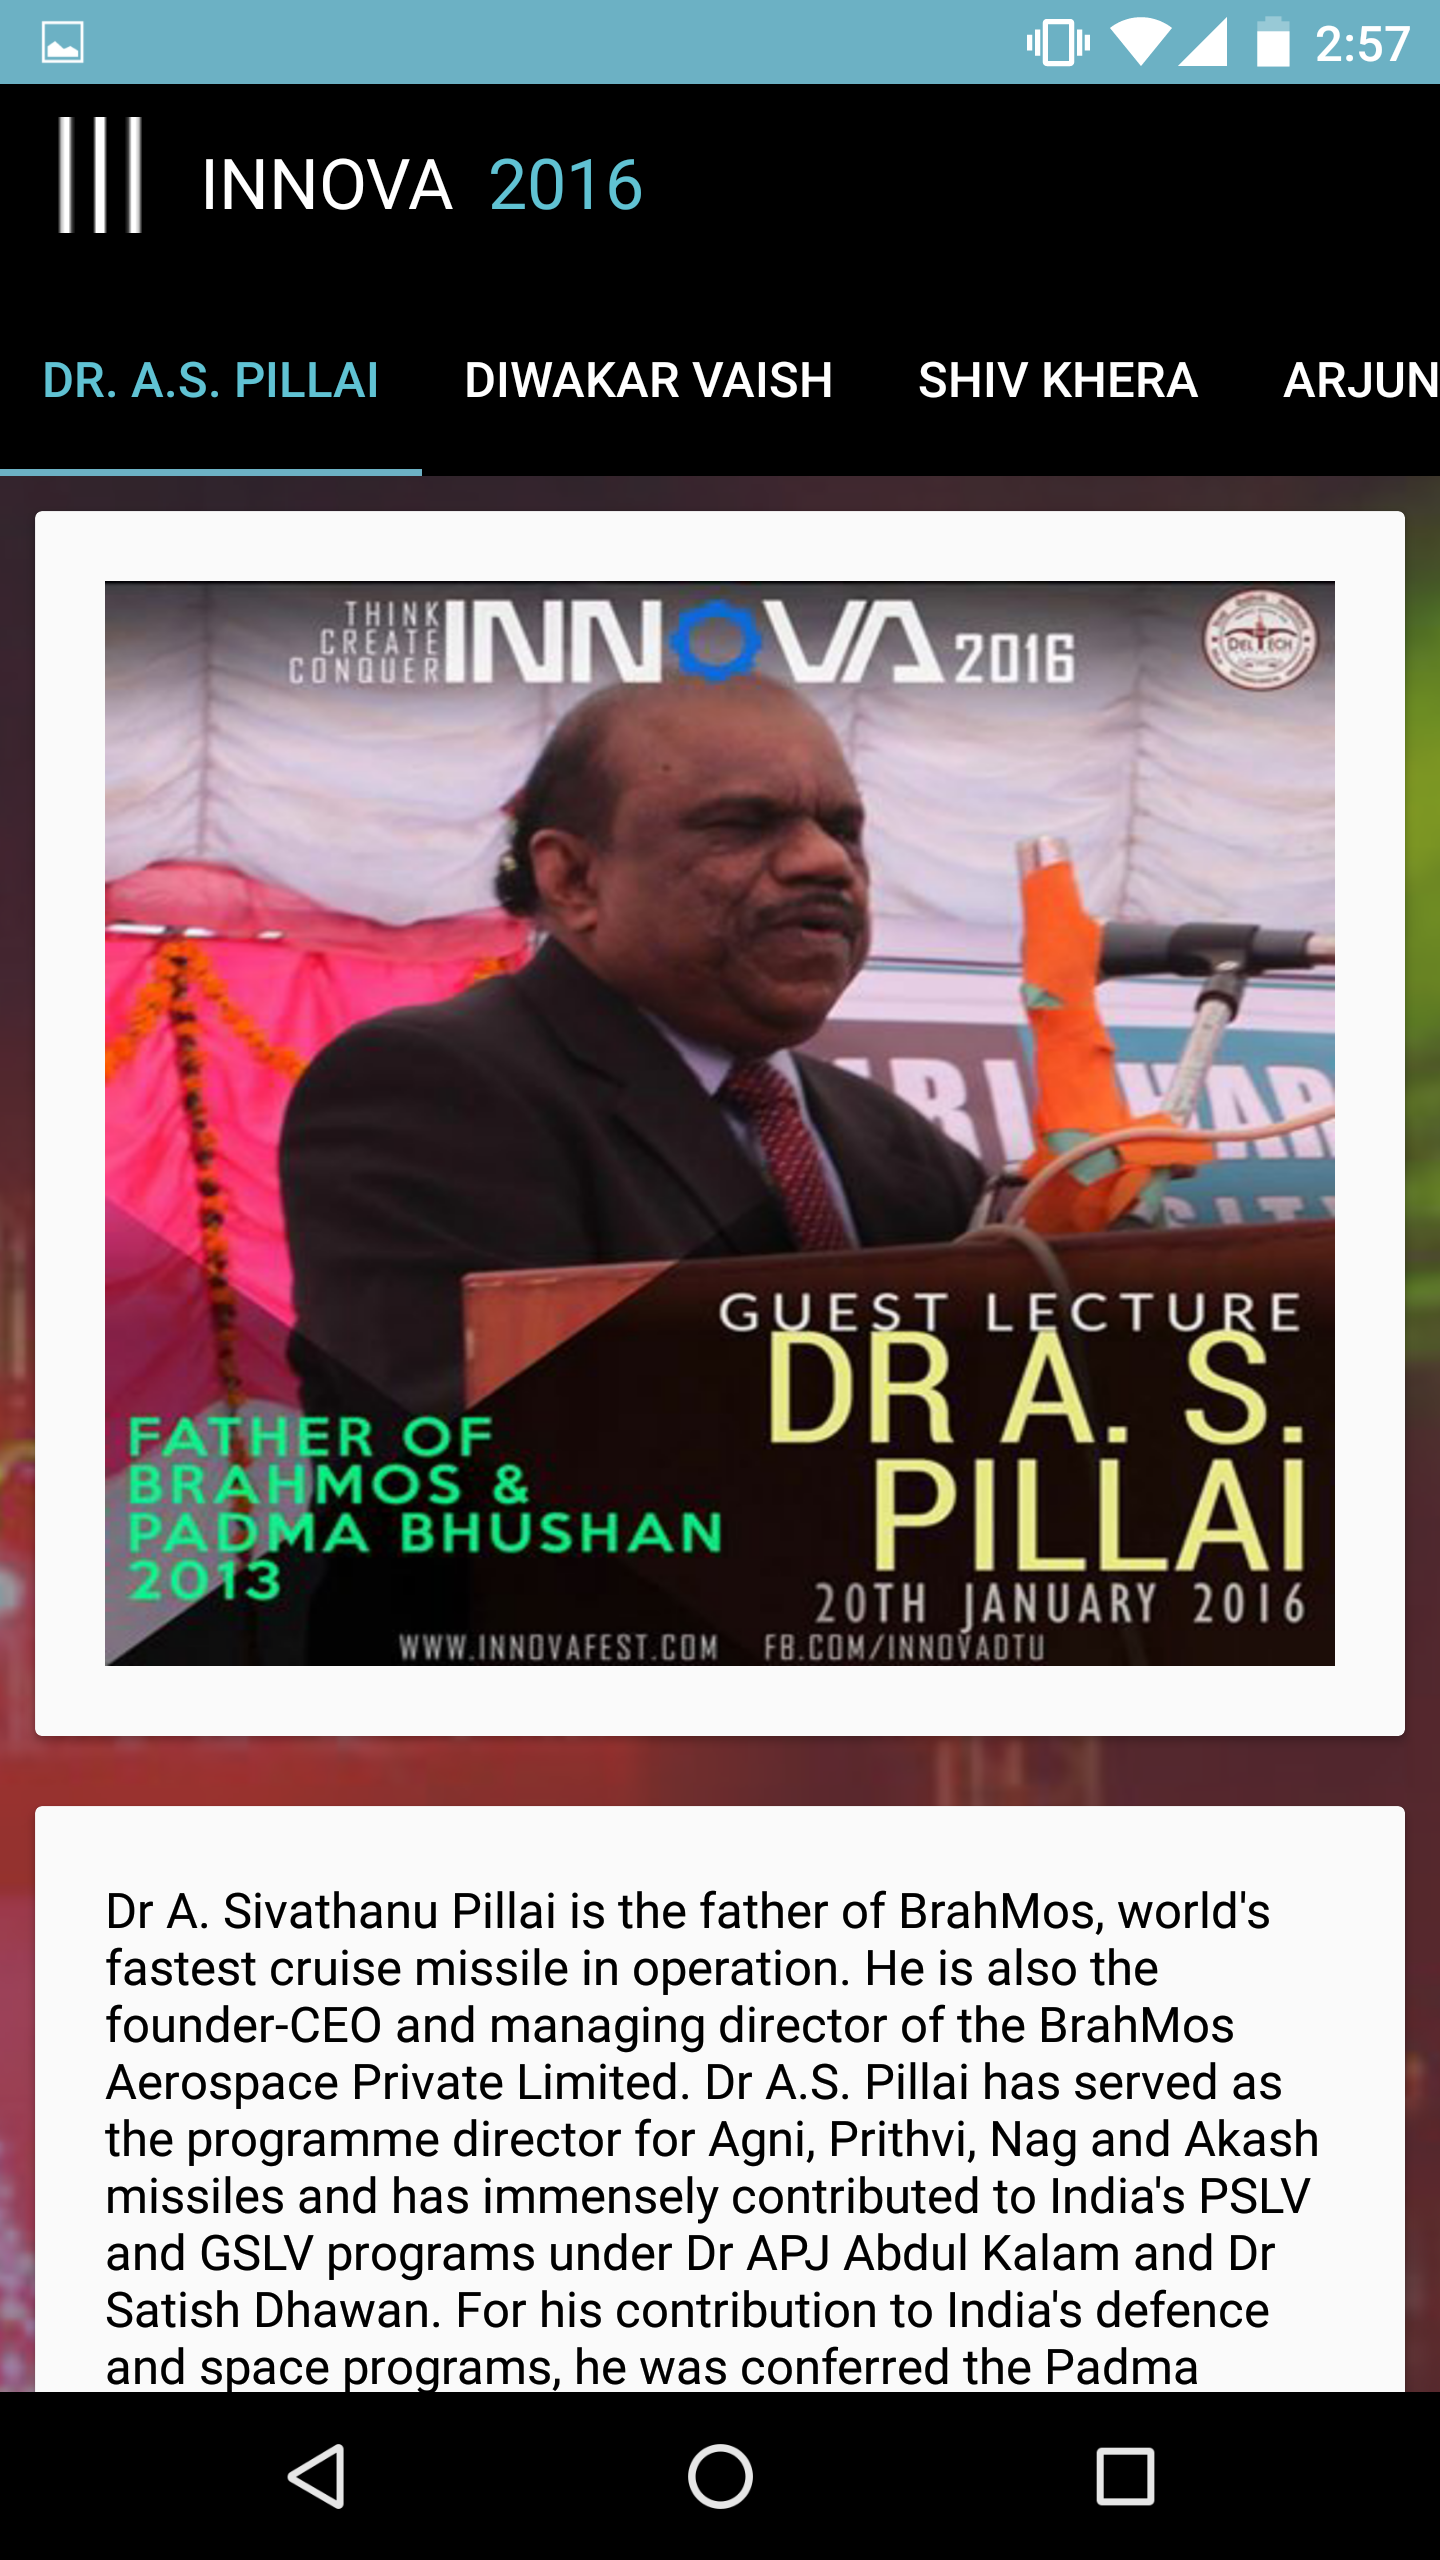 2:57
INNOVA 2016
DR. A.S. PILLAI DIWAKAR VAISH SHIV KHERA ARJUN
THINK
CREATE
CONQUER
INNOVA 2016
DELTECH
GUEST LECTURE
DR A. S.
PILLAI
20TH JANUARY 2016
FATHER OF
BRAHMOS &
PADMA BHUSHAN
2013
WWW.INNOVAFEST.COM FB.COM/INNOVADTU
Dr A. Sivathanu Pillai is the father of BrahMos, world's
fastest cruise missile in operation. He is also the
founder-CEO and managing director of the BrahMos
Aerospace Private Limited. Dr A.S. Pillai has served as
the programme director for Agni, Prithvi, Nag and Akash
missiles and has immensely contributed to India's PSLV
and GSLV programs under Dr APJ Abdul Kalam and Dr
Satish Dhawan. For his contribution to India's defence
and space programs, he was conferred the Padma